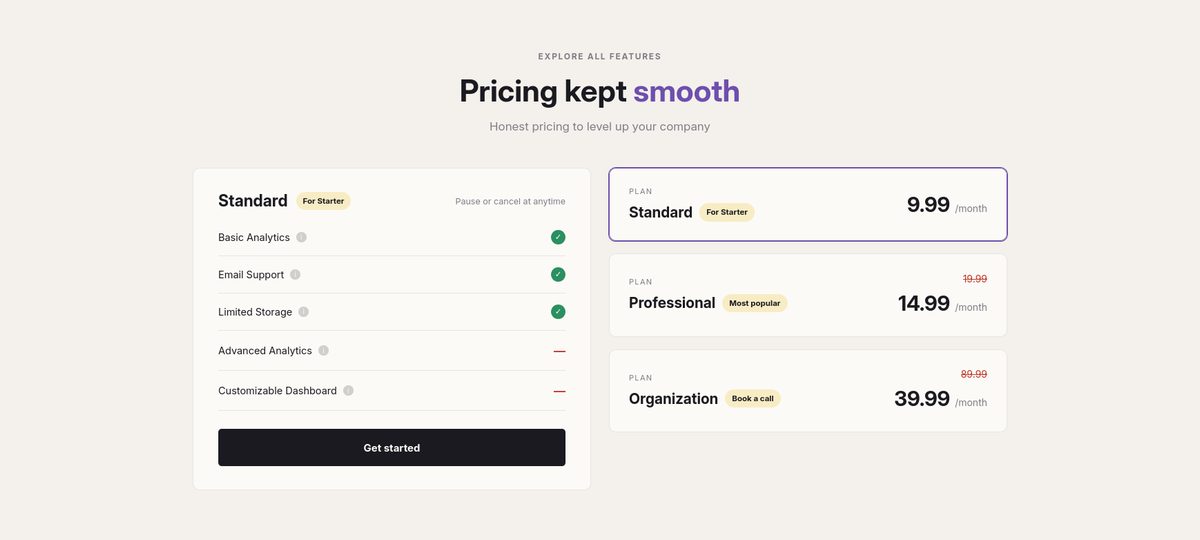 EXPLORE ALL FEATURES
Pricing kept smooth
Honest pricing to level up your company
Standard For Starter Pause or cancel at anytime
Basic Analytics
Email Support
Limited Storage
Advanced Analytics
Customizable Dashboard
Get started
PLAN
Standard For Starter
9.99 /month
PLAN
Professional Most popular
19.99
14.99 /month
PLAN
Organization Book a call
89.99
39.99 /month